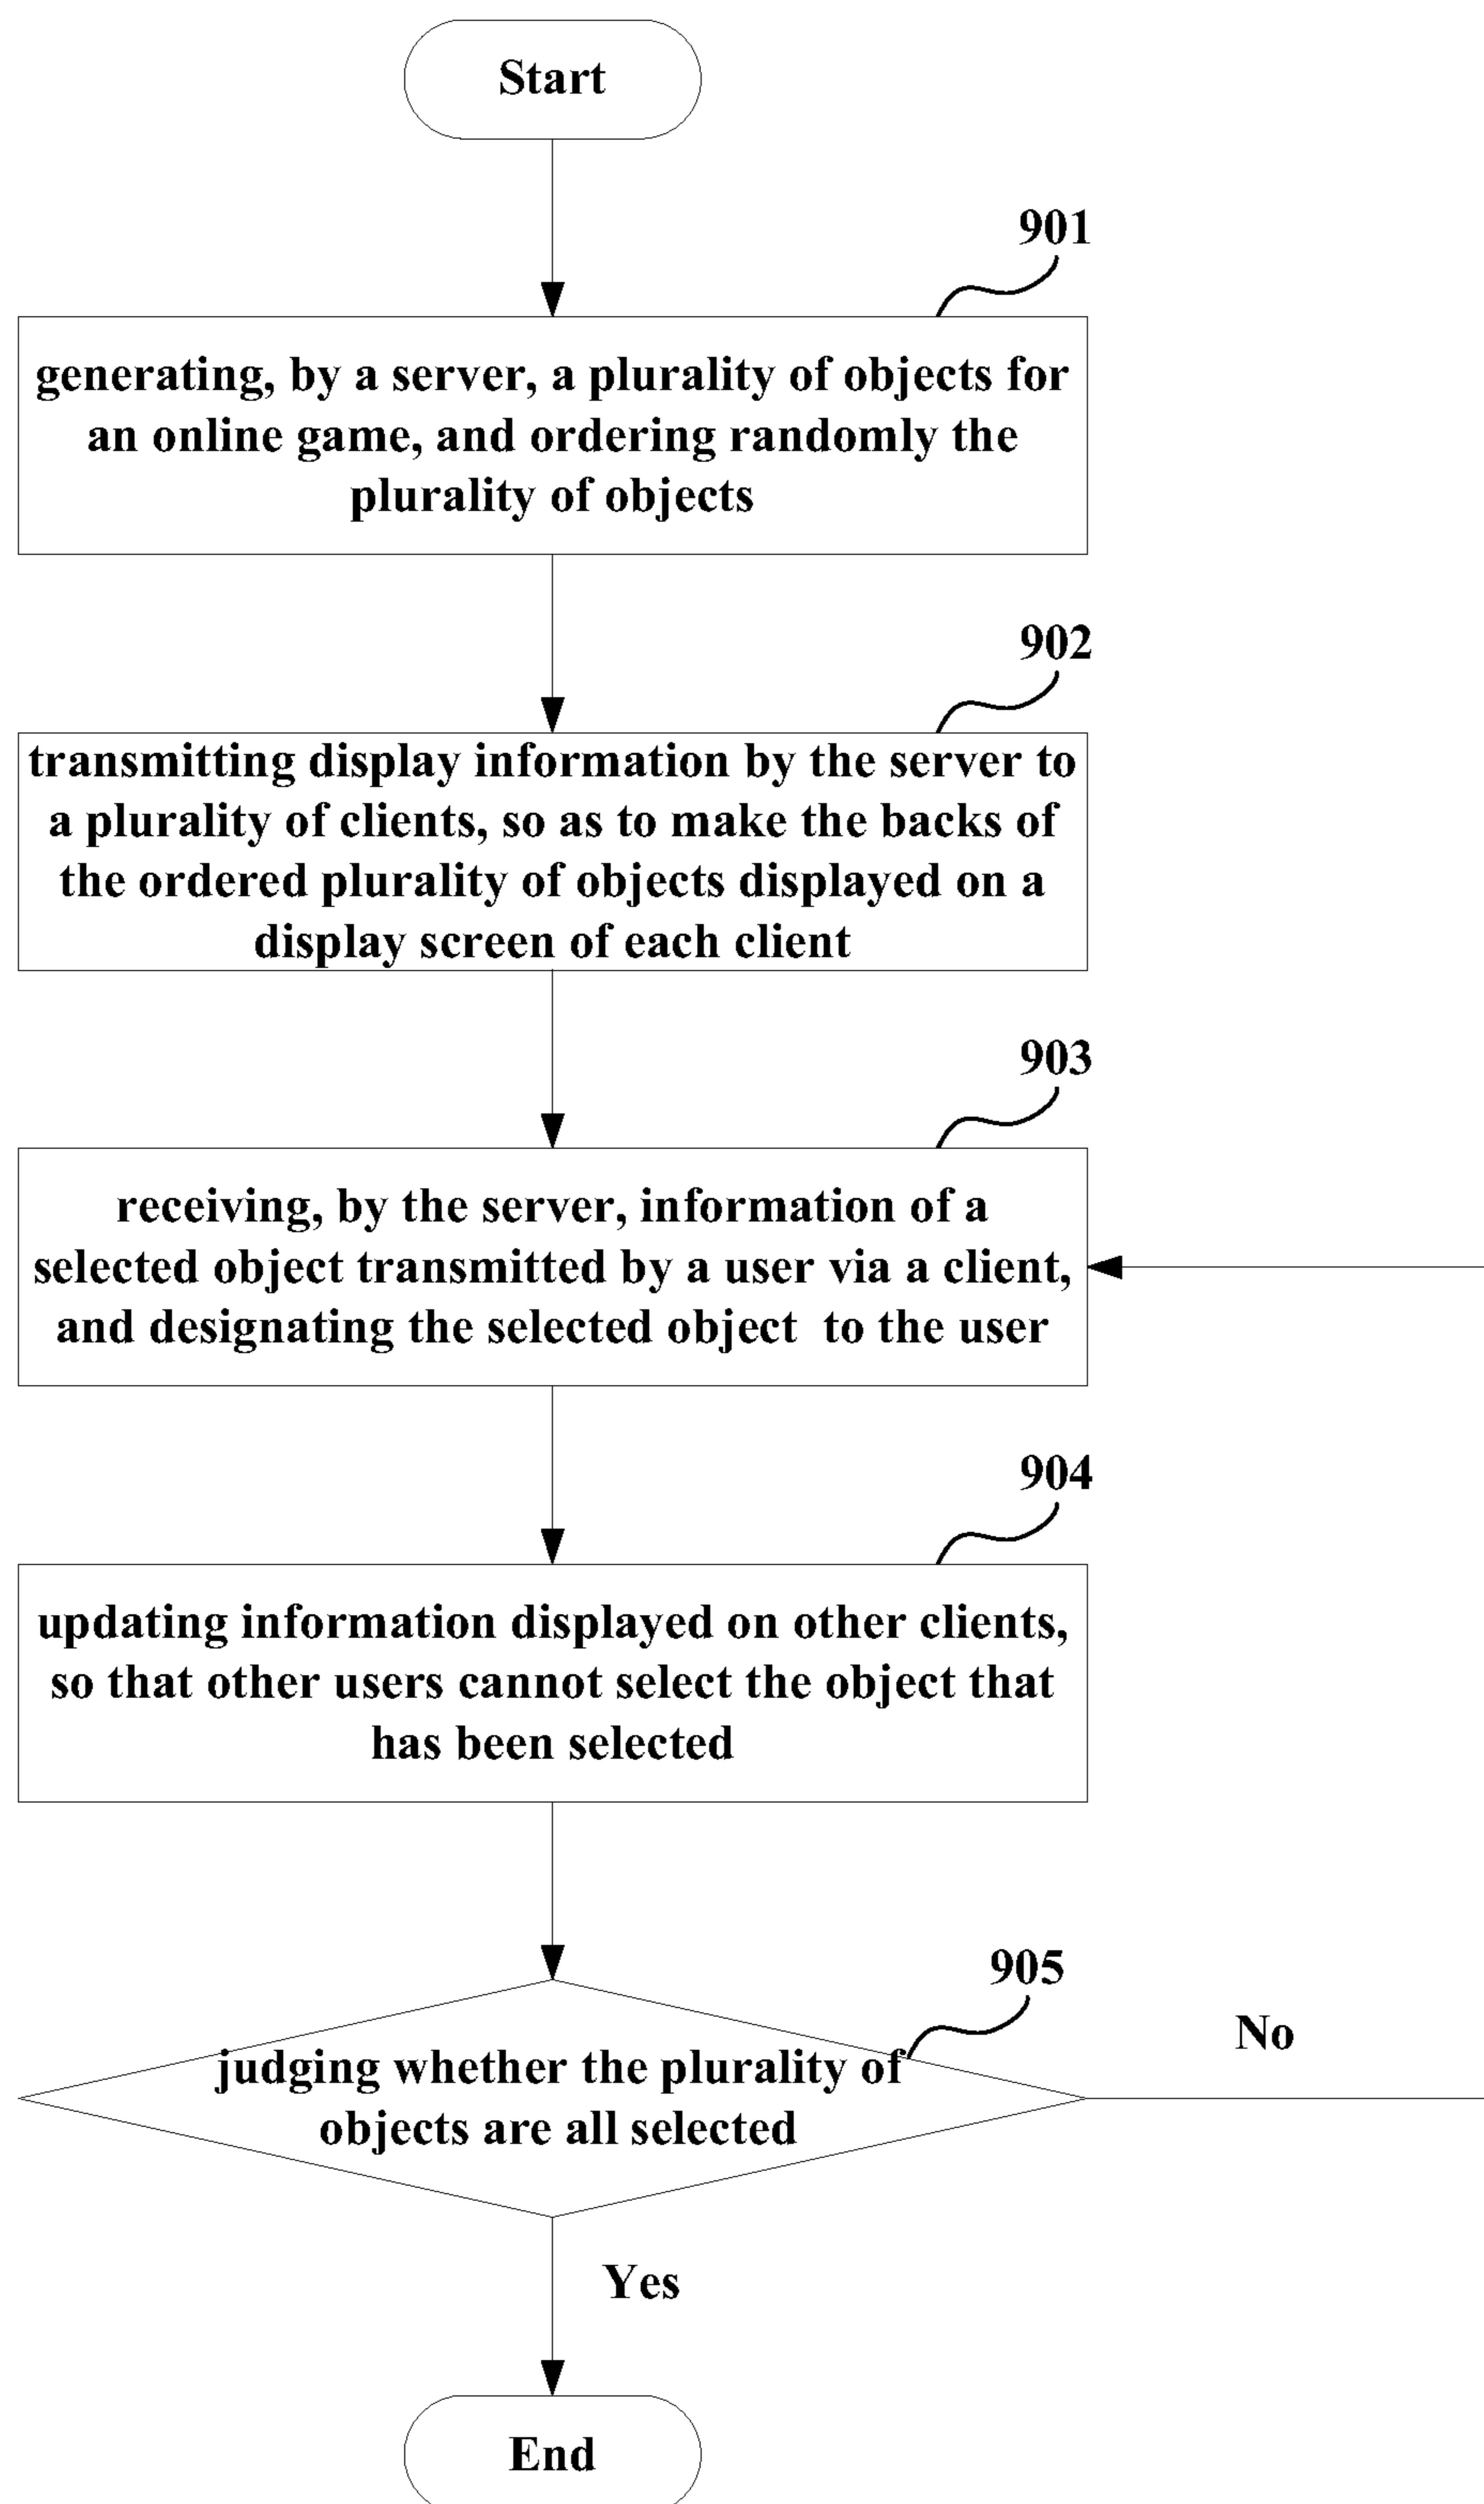 Start
901
generating, by a server, a plurality of objects for
an online game, and ordering randomly the
plurality of objects
902
transmitting display information by the server to
a plurality of clients, so as to make the backs of
the ordered plurality of objects displayed on a
display screen of each client
903
receiving, by the server, information of a
selected object transmitted by a user via a client,
and designating the selected object  to the user
904
updating information displayed on other clients,
so that other users cannot select the object that
has been selected
905
judging whether the plurality of
objects are all selected
No
Yes
End